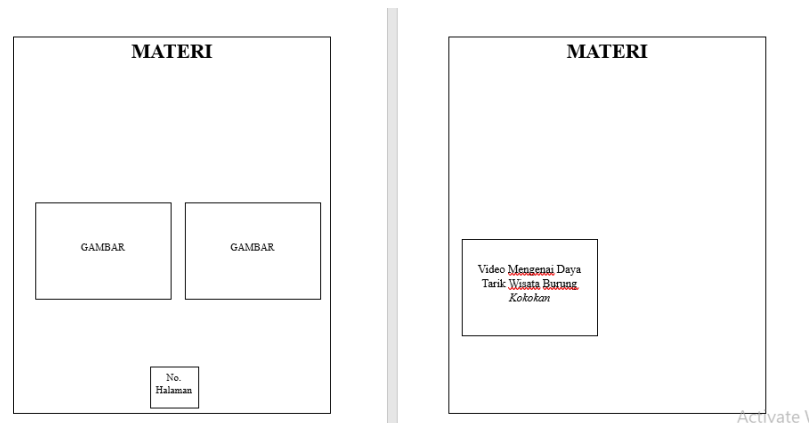 MATERI
GAMBAR
GAMBAR
No.
Halaman
MATERI
Video Mengenai Daya
Tarik Wisata Burung
Kokokan
Activate